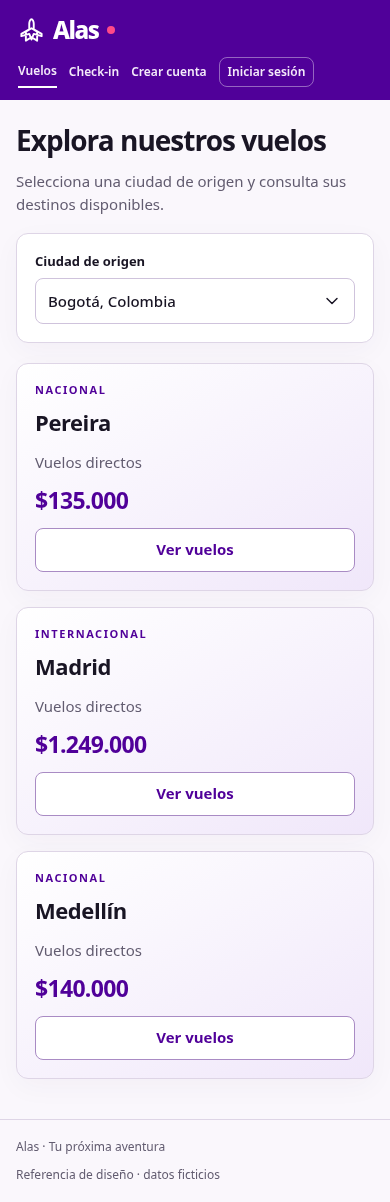 Alas
Vuelos Check-in Crear cuenta Iniciar sesión
Explora nuestros vuelos
Selecciona una ciudad de origen y consulta sus
destinos disponibles.
Ciudad de origen
Bogotá, Colombia
NACIONAL
Pereira
Vuelos directos
$135.000
Ver vuelos
INTERNACIONAL
Madrid
Vuelos directos
$1.249.000
Ver vuelos
NACIONAL
Medellín
Vuelos directos
$140.000
Ver vuelos
Alas · Tu próxima aventura
Referencia de diseño · datos ficticios